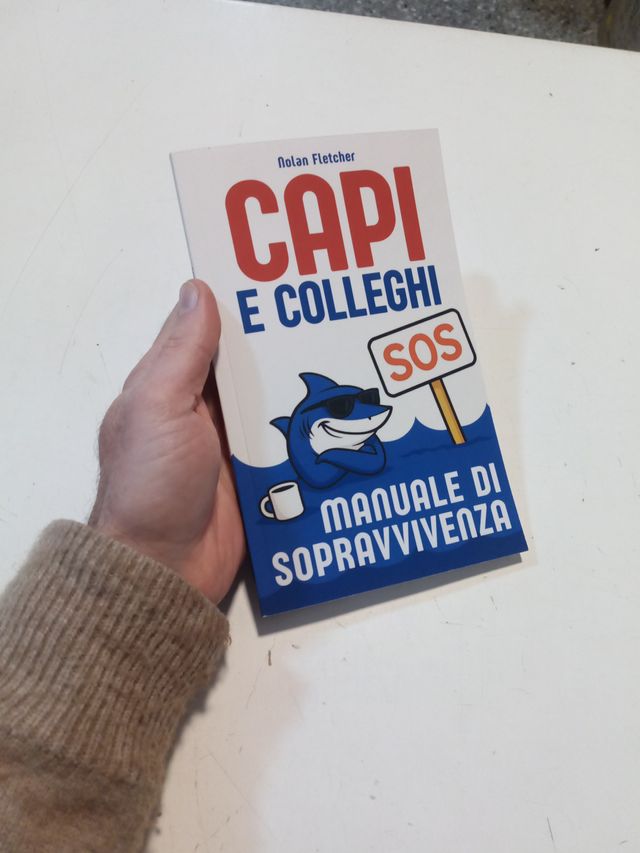 Nolan Fletcher
CAPI
E COLLEGHI
SOS
MANUALE DI
SOPRAVVIVENZA